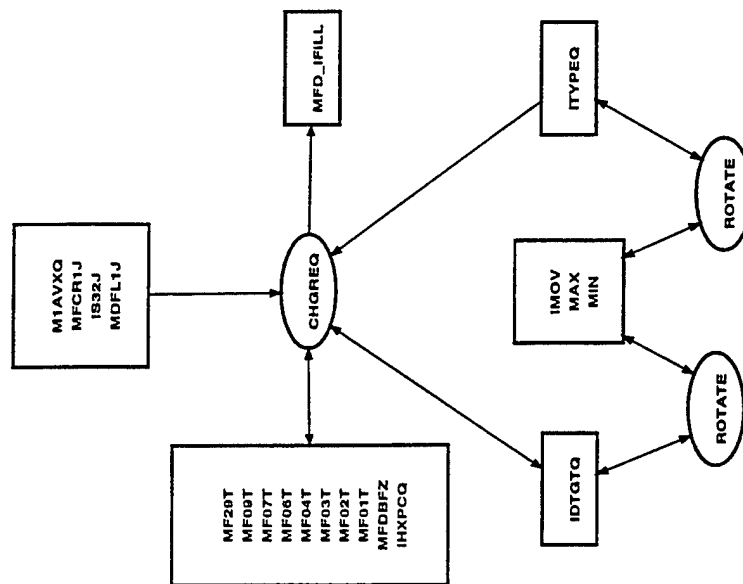 MF29T
MF09T
MF07T
MF06T
MF04T
MF03T
MF02T
MF01T
MFDBFZ
IHXPCQ
M1AVXQ
MFCR1J
IS32J
MDFL1J
CHGREQ
MFD_IFILL
IDTGTQ
ROTATE
IMOV
MAX
MIN
ROTATE
ITYPEQ